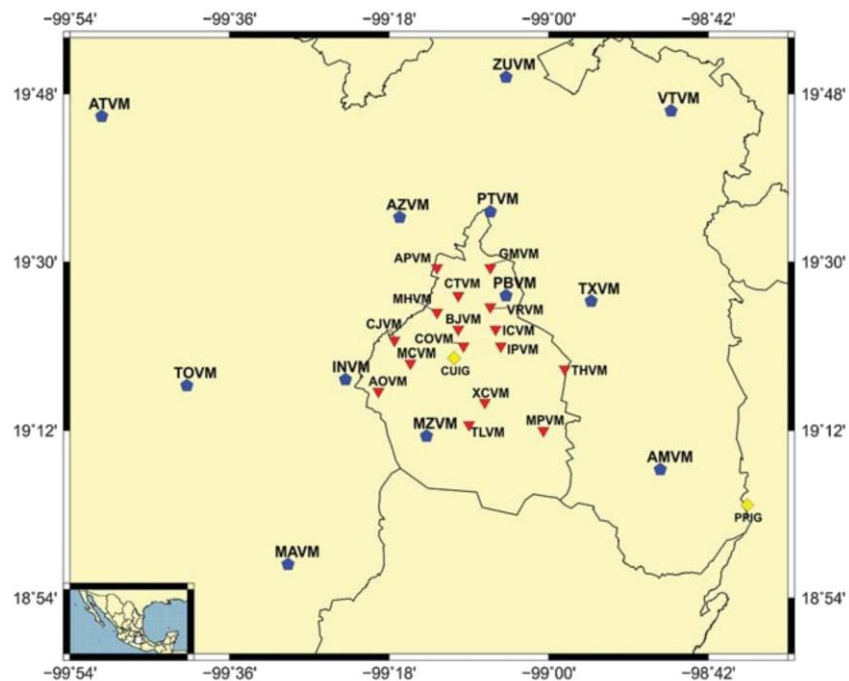 −99˚54' −99˚36' −99˚18' −99˚00' −98˚42'
ZUVM
19˚48' 19˚48'
ATVM VTVM
AZVM PTVM
APVM GMVM
19˚30' 19˚30'
CTVM PBVM TXVM
MHVM VRVM
CJVM BJVM ICVM
COVM IPVM
MCVM
TOVM INVM CUIG THVM
AOVM
XCVM
MZVM MPVM
19˚12' TLVM 19˚12'
AMVM
PPIG
MAVM
18˚54' 18˚54'
−99˚54' −99˚36' −99˚18' −99˚00' −98˚42'